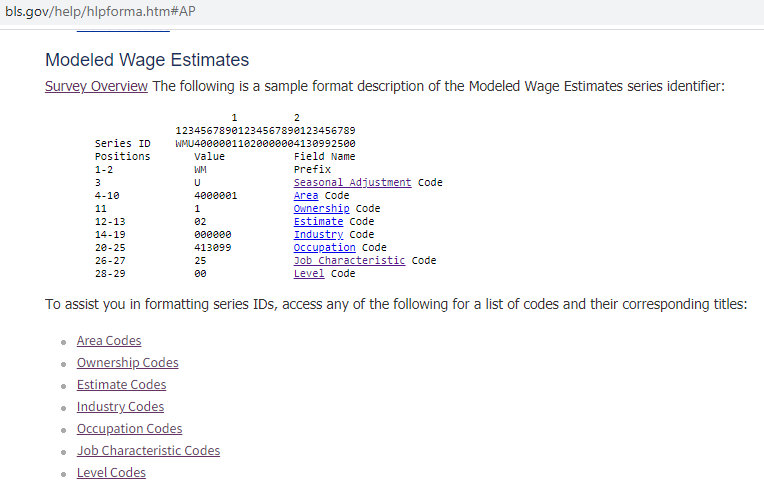 bls.gov/help/hlpforma.htm#AP
Modeled Wage Estimates
Survey Overview The following is a sample format description of the Modeled Wage Estimates series identifier:
1 2
12345678901234567890123456789
Series ID WMU40000011020000004130992500
Positions Value Field Name
1-2 WM Prefix
3 U Seasonal Adjustment Code
4-10 4000001 Area Code
11 1 Ownership Code
12-13 02 Estimate Code
14-19 000000 Industry Code
20-25 413099 Occupation Code
26-27 25 Job Characteristic Code
28-29 00 Level Code
To assist you in formatting series IDs, access any of the following for a list of codes and their corresponding titles:
Area Codes
Ownership Codes
Estimate Codes
Industry Codes
Occupation Codes
Job Characteristic Codes
Level Codes